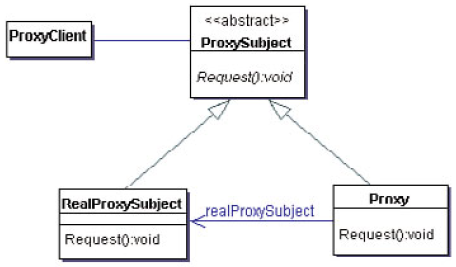 <<abstract>>
ProxyClient
ProxySubject
Request():void
RealProxySubject
Request():void
realProxySubject
Proxy
Request():void